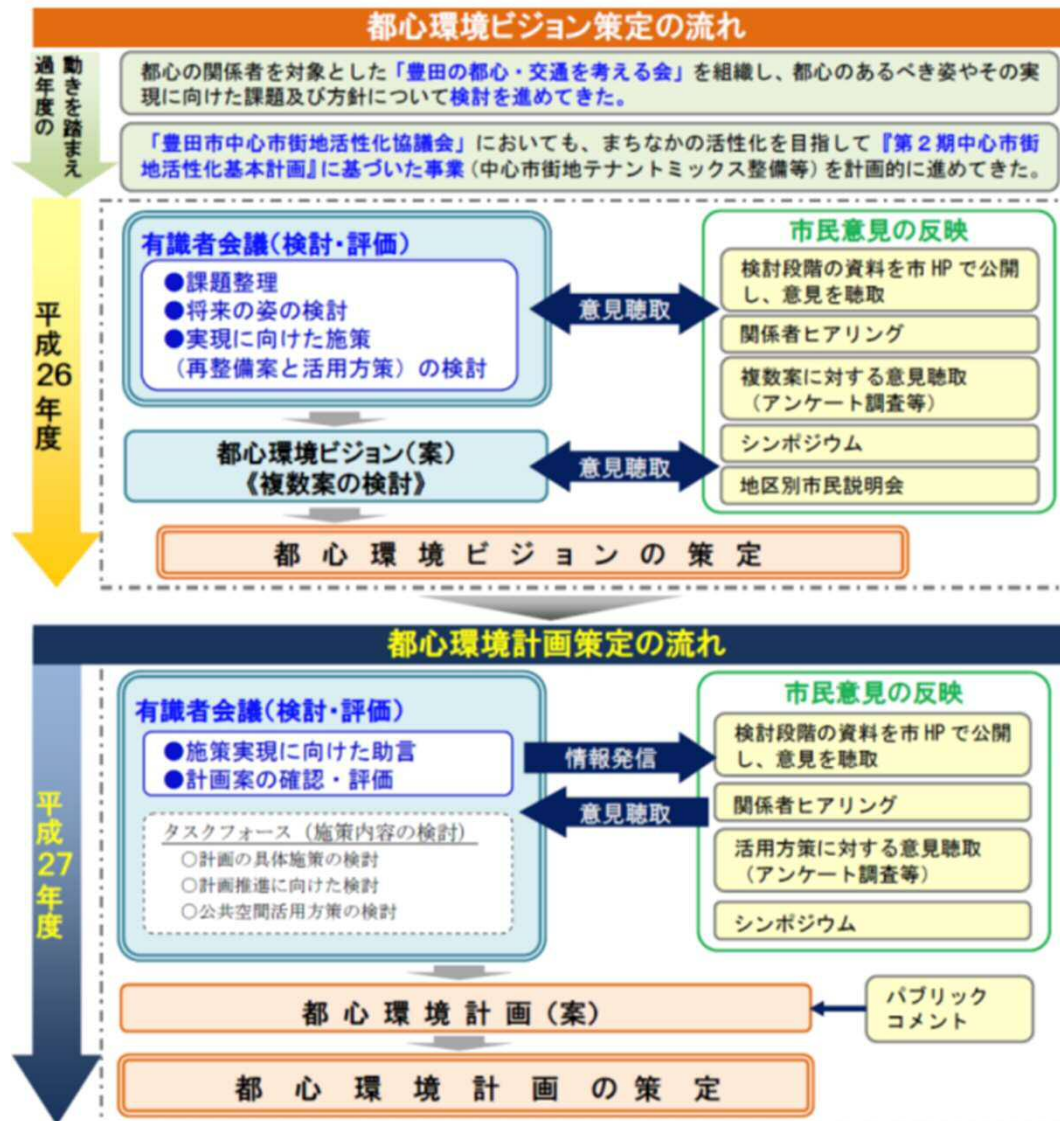 都心環境ビジョン策定の流れ
過年度の
動きを踏まえ
都心の関係者を対象とした「豊田の都心・交通を考える会」を組織し、都心のあるべき姿やその実
現に向けた課題及び方針について検討を進めてきた。
「豊田市中心市街地活性化協議会」においても、まちなかの活性化を目指して『第２期中心市街
地活性化基本計画』に基づいた事業（中心市街地テナントミックス整備等）を計画的に進めてきた。
平成26年度
有識者会議（検討・評価）
●課題整理
●将来の姿の検討
●実現に向けた施策
（再整備案と活用方策）の検討
意見聴取
市民意見の反映
検討段階の資料を市 HP で公開
し、意見を聴取
関係者ヒアリング
複数案に対する意見聴取
（アンケート調査等）
シンポジウム
地区別市民説明会
都心環境ビジョン（案）
《複数案の検討》
意見聴取
都心環境ビジョンの策定
都心環境計画策定の流れ
平成27年度
有識者会議（検討・評価）
●施策実現に向けた助言
●計画案の確認・評価
タスクフォース（施策内容の検討）
○計画の具体施策の検討
○計画推進に向けた検討
○公共空間活用方策の検討
情報発信
意見聴取
市民意見の反映
検討段階の資料を市 HP で公開
し、意見を聴取
関係者ヒアリング
活用方策に対する意見聴取
（アンケート調査等）
シンポジウム
都心環境計画（案）
パブリック
コメント
都心環境計画の策定